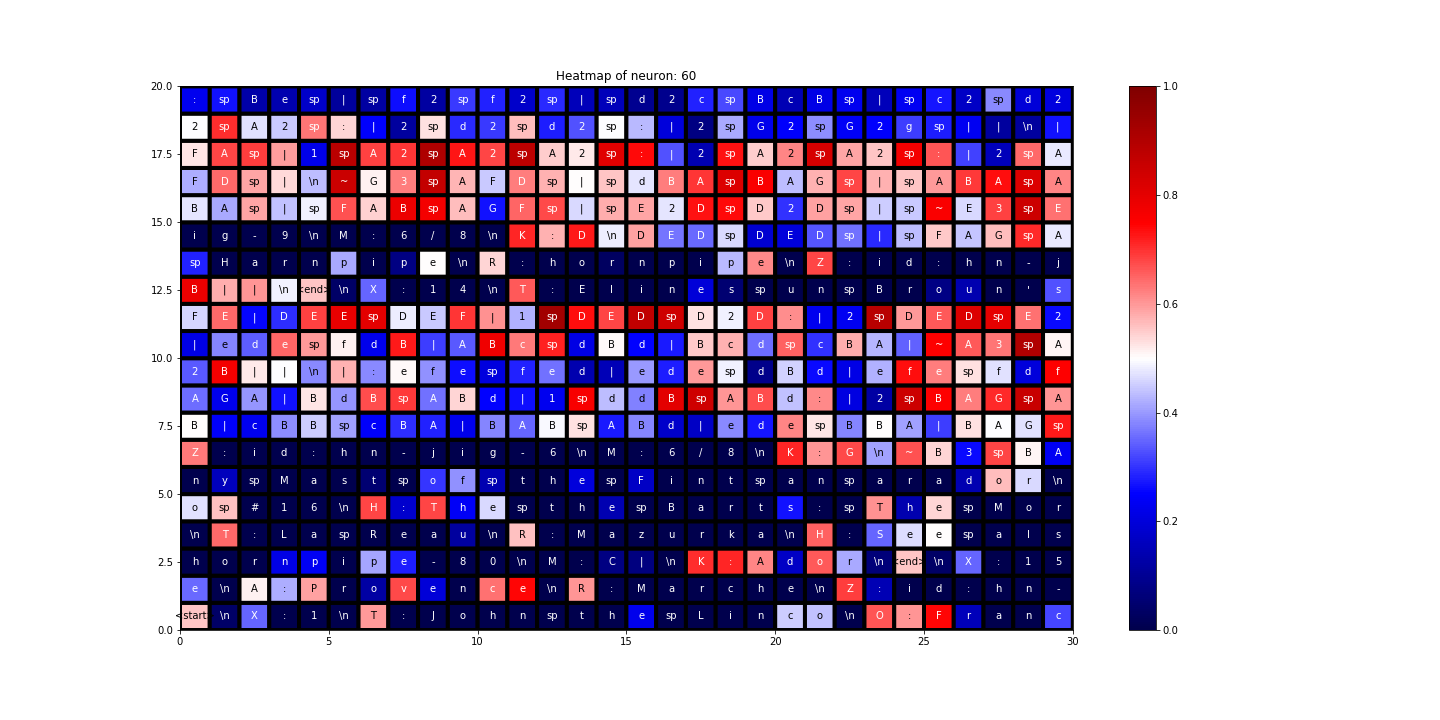 Heatmap of neuron: 60
20.0 : sp B e sp | sp f 2 sp f 2 sp | sp d 2 c sp B c B sp | sp c 2 sp d 2 1.0
2 sp A 2 sp : | 2 sp d 2 sp d 2 sp : | 2 sp G 2 sp G 2 g sp | | \n |
17.5 F A sp | 1 sp A 2 sp A 2 sp A 2 sp : | 2 sp A 2 sp A 2 sp : | 2 sp A
F D sp | \n ~ G 3 sp A F D sp | sp d B A sp B A G sp | sp A B A sp A 0.8
15.0 B A sp | sp F A B sp A G F sp | sp E 2 D sp D 2 D sp | sp ~ E 3 sp E
i g - 9 \n M : 6 / 8 \n K : D \n D E D sp D E D sp | sp F A G sp A
sp H a r n p i p e \n R : h o r n p i p e \n Z : i d : h n - j
12.5 B | | \n <end> \n X : 1 4 \n T : E l i n e s sp u n sp B r o u n ' s 0.6
F E | D E E sp D E F | 1 sp D E D sp D 2 D : | 2 sp D E D sp E 2
10.0 | e d e sp f d B | A B c sp d B d | B c d sp c B A | ~ A 3 sp A
2 B | | \n | : e f e sp f e d | e d e sp d B d | e f e sp f d f
A G A | B d B sp A B d | 1 sp d d B sp A B d : | 2 sp B A G sp A 0.4
7.5 B | c B B sp c B A | B A B sp A B d | e d e sp B B A | B A G sp
Z : i d : h n - j i g - 6 \n M : 6 / 8 \n K : G \n ~ B 3 sp B A
5.0 n y sp M a s t sp o f sp t h e sp F i n t sp a n sp a r a d o r \n
o sp # 1 6 \n H : T h e sp t h e sp B a r t s : sp T h e sp M o r 0.2
\n T : L a sp R e a u \n R : M a z u r k a \n H : S e e sp a l s
2.5 h o r n p i p e - 8 0 \n M : C | \n K : A d o r \n <end> \n X : 1 5
e \n A : P r o v e n c e \n R : M a r c h e \n Z : i d : h n -
0.0 <start \n X : 1 \n T : J o h n sp t h e sp L i n c o \n O : F r a n c 0.0
0 5 10 15 20 25 30